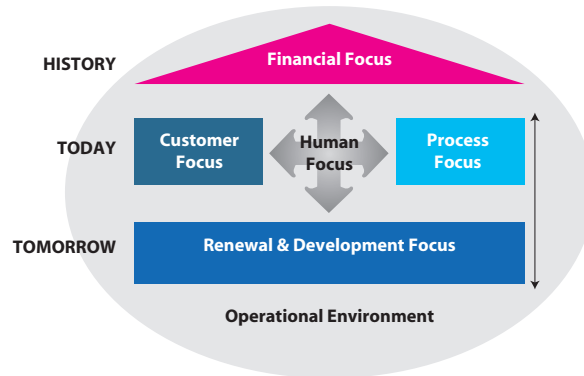 HISTORY
Financial Focus
TODAY
Customer
Focus
Human
Focus
Process
Focus
TOMORROW
Renewal & Development Focus
Operational Environment